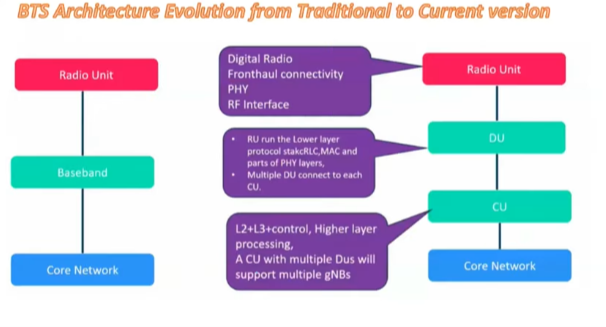 BTS Architecture Evolution from Traditional to Current version
Radio Unit
Baseband
Core Network
Digital Radio
Fronthaul connectivity
PHY
RF Interface
• RU run the Lower layer
protocol stakcRLC,MAC and
parts of PHY layers,
• Multiple DU connect to each
CU.
L2+L3+control, Higher layer
processing,
A CU with multiple Dus will
support multiple gNBs
Radio Unit
DU
CU
Core Network